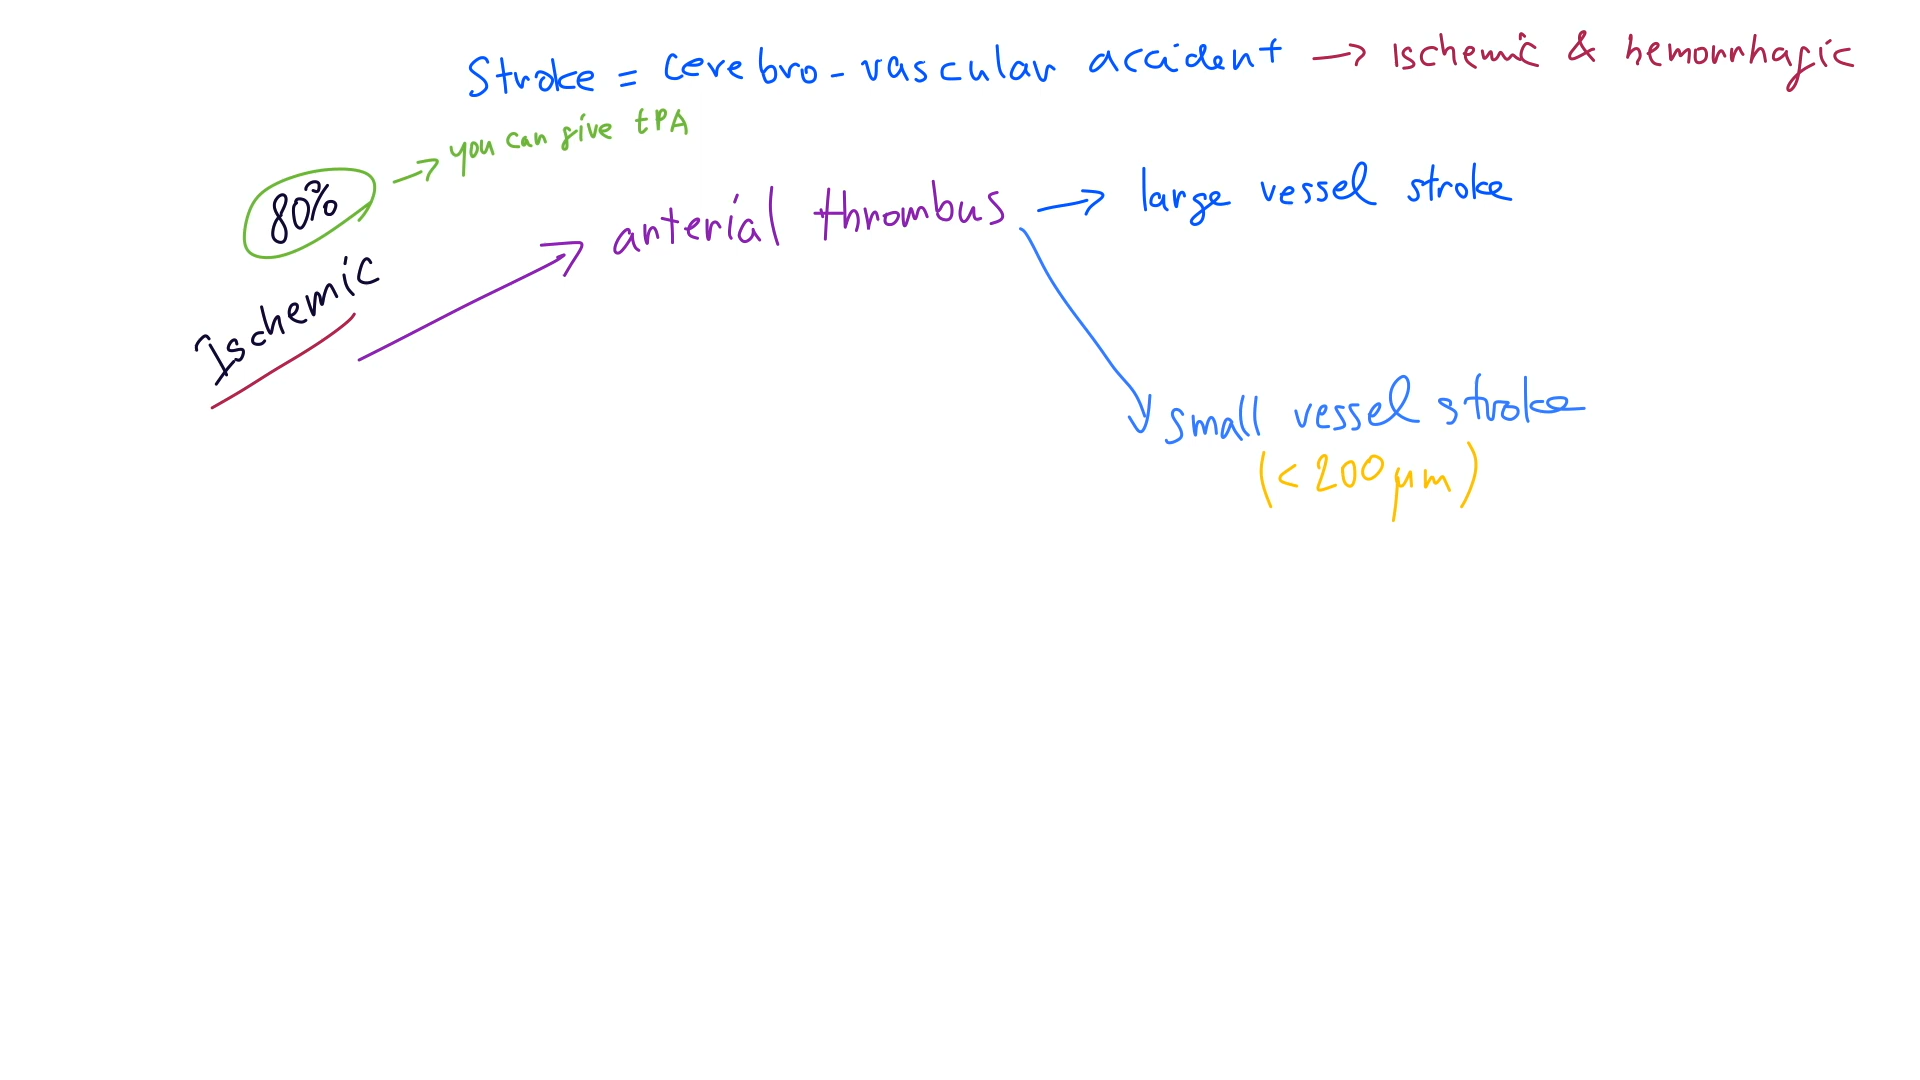 Stroke = cerebro-vascular accident → Ischemic & hemorrhagic
80% → you can give tPA
Ischemic → arterial thrombus → large vessel stroke
small vessel stroke
(< 200 µm)